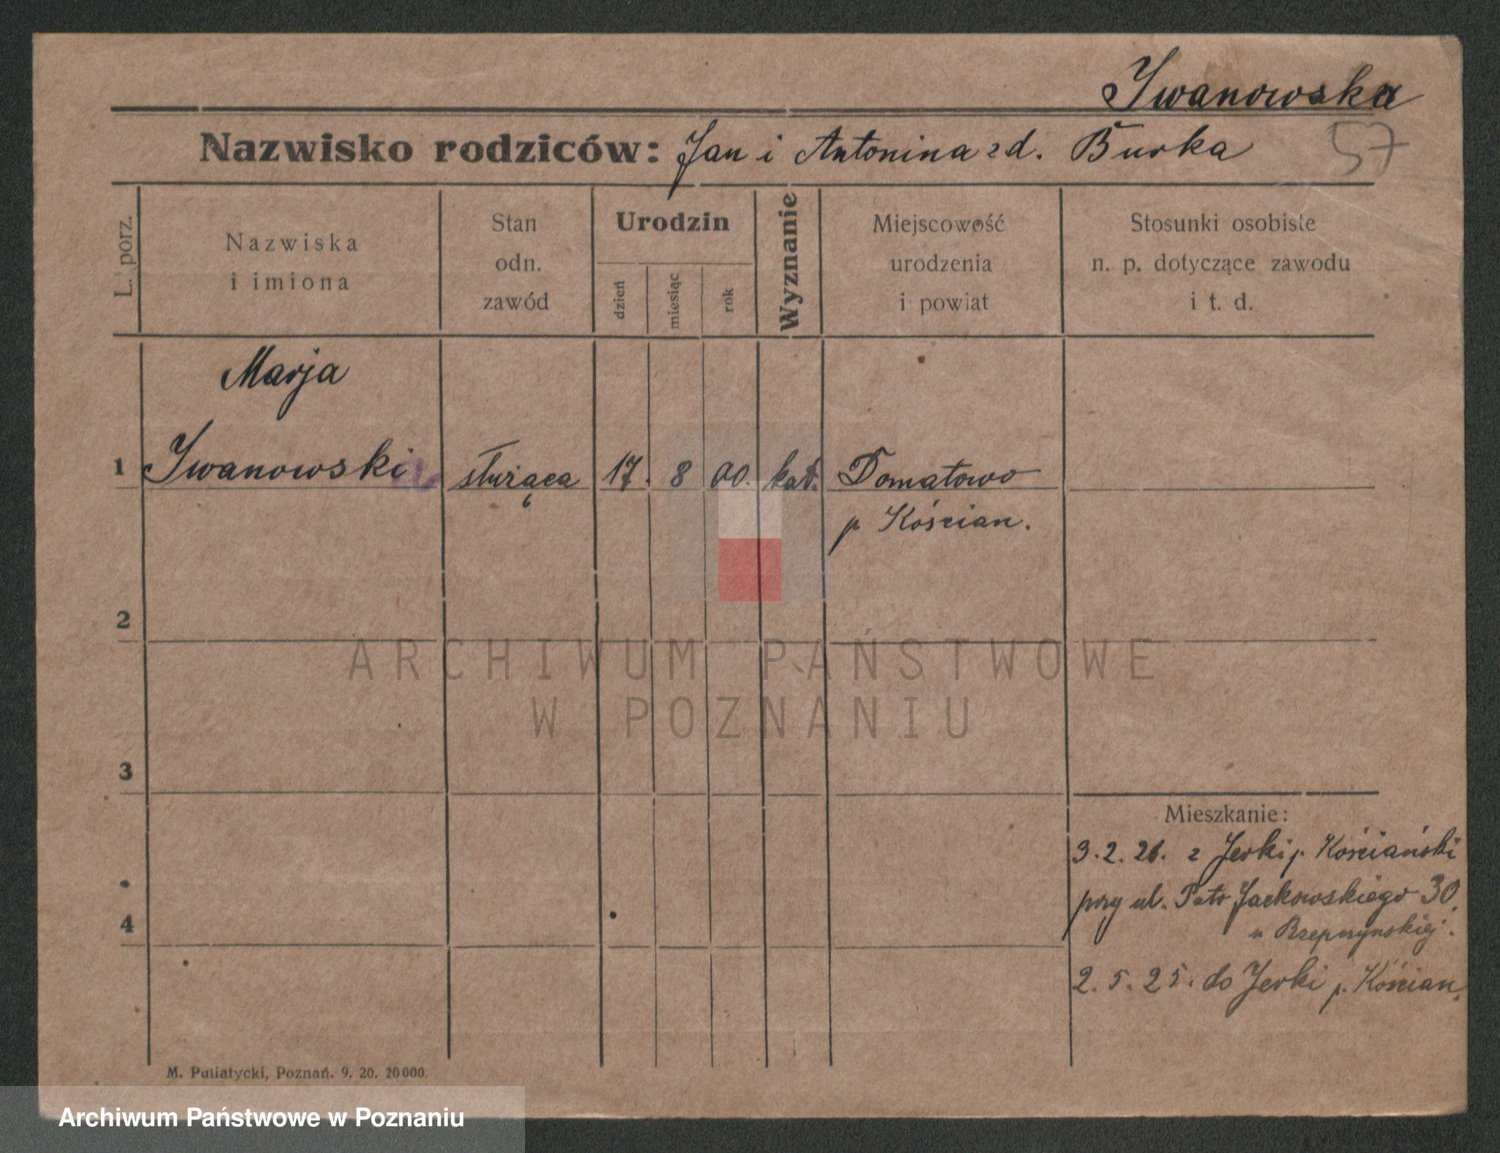 Iwanowska
Nazwisko rodziców: Jan i Antonina zd. Burka
57
L. porz.
Nazwiska
i imiona
Stan
odn.
zawód
Urodzin
dzień
miesiąc
rok
Wyznanie
Miejscowość
urodzenia
i powiat
Stosunki osobiste
n. p. dotyczące zawodu
i t. d.
Marja
1 Iwanowski służąca 17. 8 00. kat. Donatowo
p Kościan.
2
ARCHIWUM PAŃSTWOWE
W POZNANIU
3
Mieszkanie:
3.2.21. z Jerki p. Kościański
przy ul. Patr Jackowskiego 30.
4
2.5.25. do Jerki p. Kościan.
M. Putiatycki, Poznań. 9. 20. 20000.
Archiwum Państwowe w Poznaniu